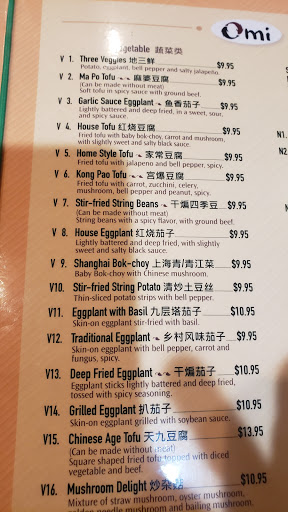 Omi
Vegetable 蔬菜类
V 1. Three Veggies 地三鲜 $9.95
Potato, eggplant, bell pepper and salty jalapeño.
V 2. Ma Po Tofu 麻婆豆腐 $9.95
(Can be made without meat)
Soft tofu in spicy sauce with ground beef.
V 3. Garlic Sauce Eggplant 鱼香茄子 $9.95
Lightly battered and deep fried, in a sweet, sour, and spicy sauce.
V 4. House Tofu 红烧豆腐 $9.95
Fried tofu with baby bok-choy, carrot and mushroom, with slightly sweet and salty black sauce.
V 5. Home Style Tofu 家常豆腐 $9.95
Fried tofu with jalapeno and bell pepper, spicy.
V 6. Kong Pao Tofu 宫爆豆腐 $9.95
Fried tofu with carrot, zucchini, celery, mushroom, bell pepper and peanut, spicy.
V 7. Stir-fried String Beans 干煸四季豆 $9.95
(Can be made without meat)
String beans with a spicy flavor, with ground beef.
V 8. House Eggplant 红烧茄子 $9.95
Lightly battered and deep fried, with slightly sweet and salty black sauce.
V 9. Shanghai Bok-choy 上海青/青江菜 $9.95
Baby Bok-choy with Chinese mushroom.
V10. Stir-fried String Potato 清炒土豆丝 $9.95
Thin-sliced potato strips with bell pepper.
V11. Eggplant with Basil 九层塔茄子 $10.95
Skin-on eggplant stir-fried with basil.
V12. Traditional Eggplant 乡村风味茄子 $9.95
Skin-on eggplant with bell pepper, carrot and fungus, spicy.
V13. Deep Fried Eggplant 干煸茄子 $10.95
Eggplant sticks lightly battered and deep fried, tossed with spicy seasoning.
V14. Grilled Eggplant 扒茄子 $10.95
Skin-on eggplant grilled with soybean sauce.
V15. Chinese Age Tofu 天九豆腐 $13.95
(Can be made without meat)
Square shaped fried tofu topped with diced vegetable and beef.
V16. Mushroom Delight 炒杂菇 $10.95
Mixture of straw mushroom, oyster mushroom,
golden needle mushroom and bailing mushroom,
N1
N2